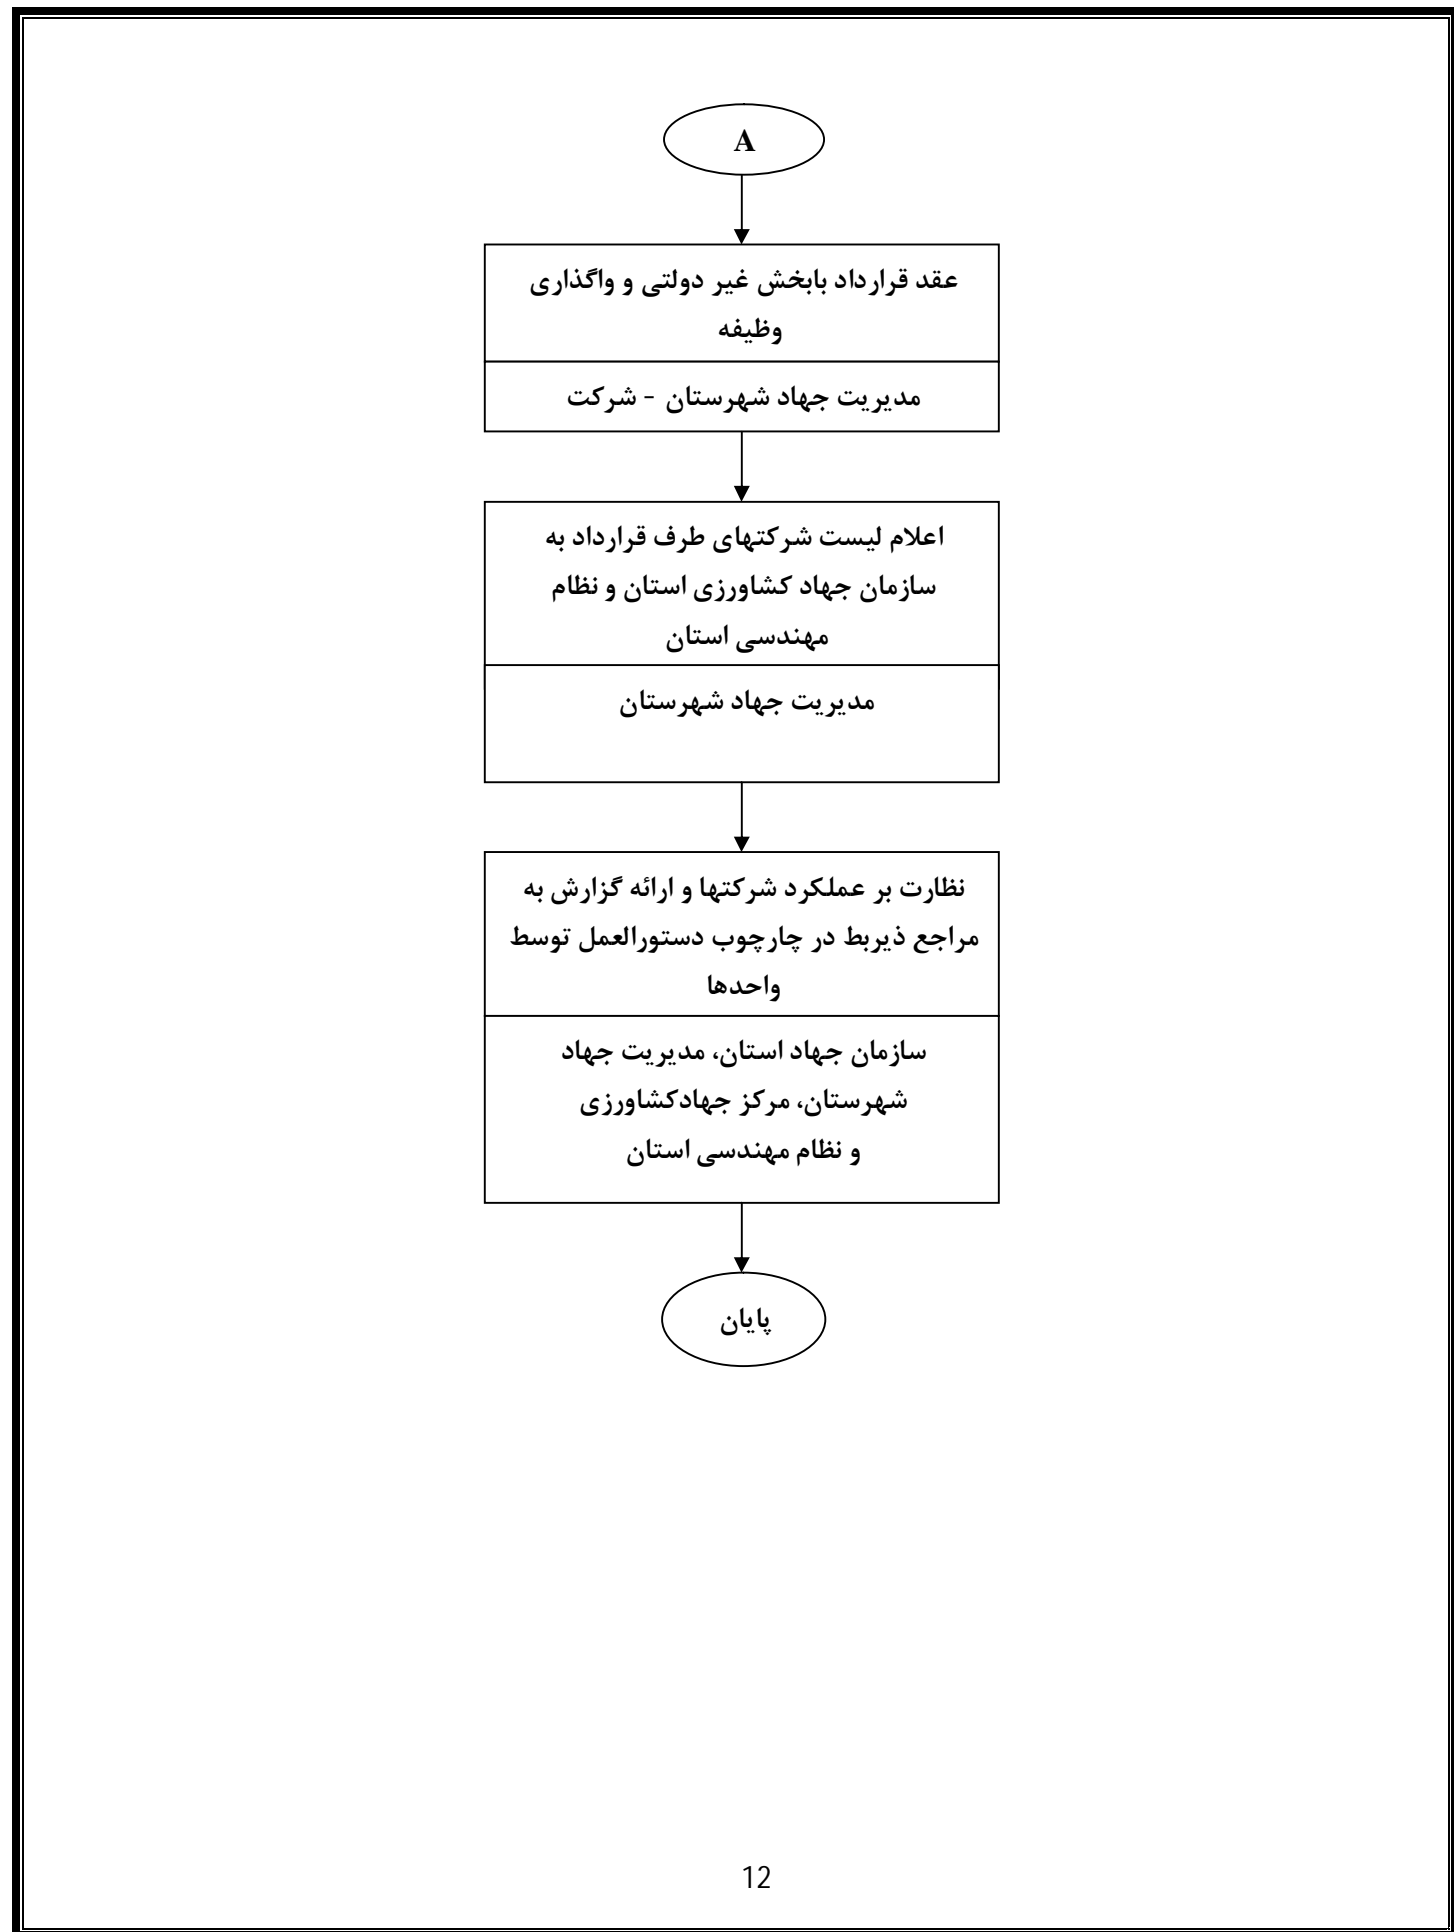 A
عقد قرارداد بابخش غیر دولتی و واگذاری
وظیفه
مدیریت جهاد شهرستان - شرکت
اعلام لیست شرکتهای طرف قرارداد به
سازمان جهاد کشاورزی استان و نظام
مهندسی استان
مدیریت جهاد شهرستان
نظارت بر عملکرد شرکتها و ارائه گزارش به
مراجع ذیربط در چارچوب دستورالعمل توسط
واحدها
سازمان جهاد استان، مدیریت جهاد
شهرستان، مرکز جهادکشاورزی
و نظام مهندسی استان
پایان
12